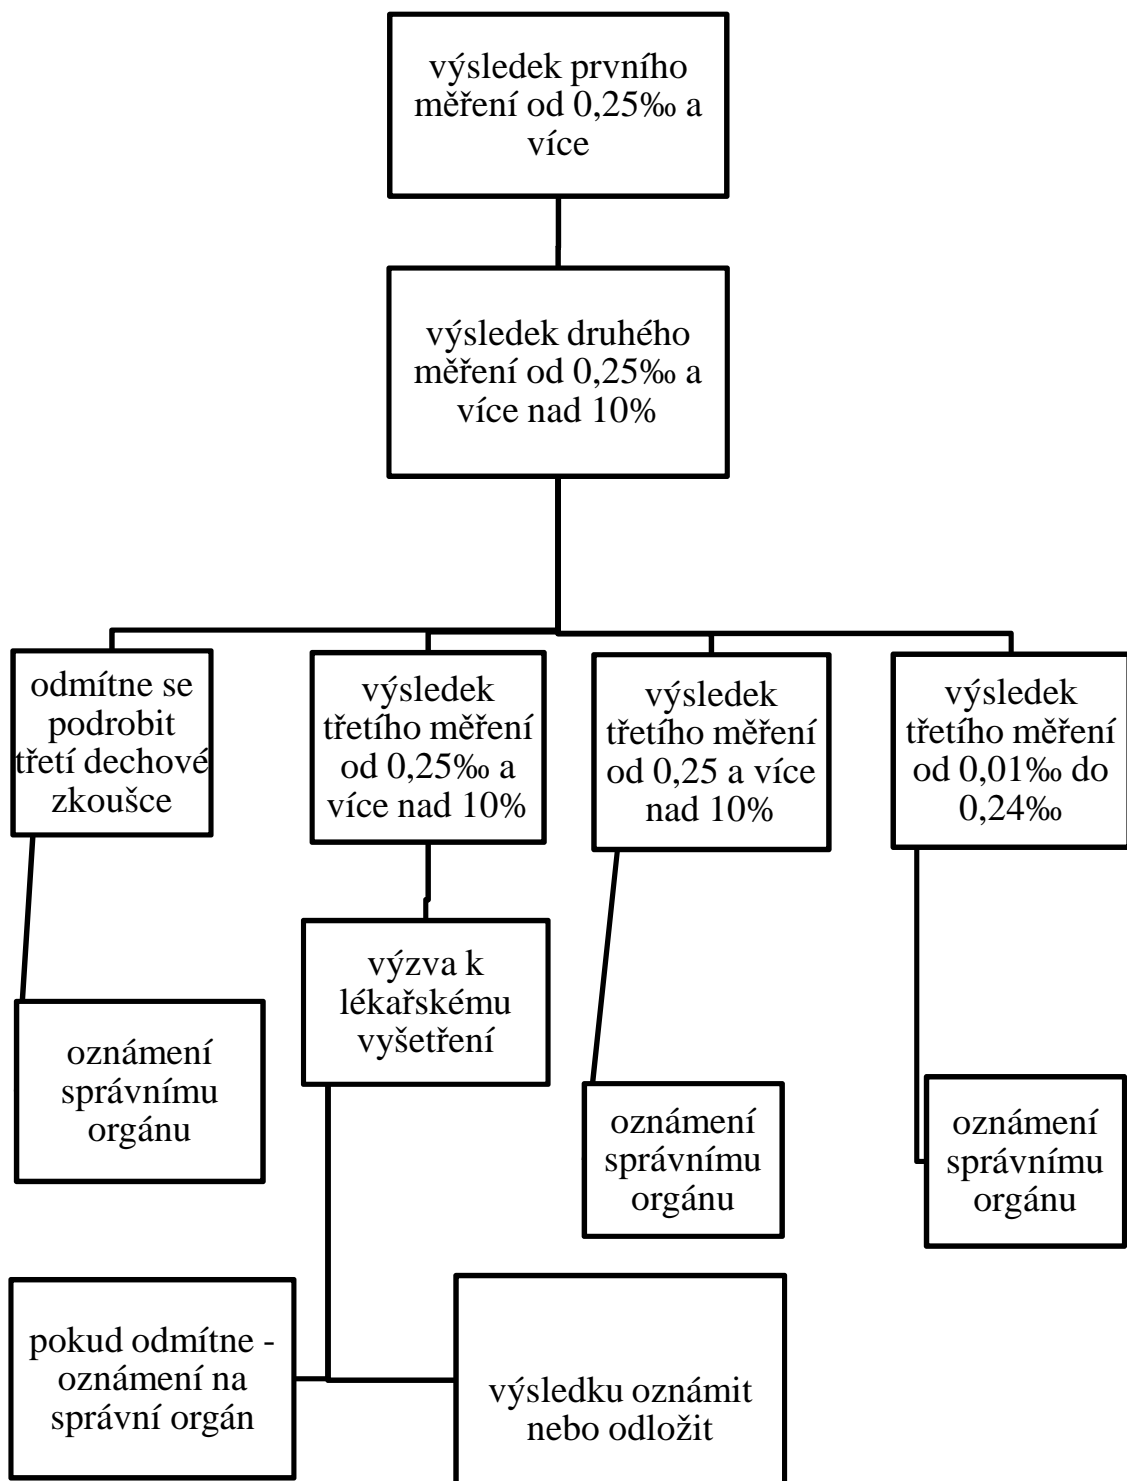 výsledek prvního
měření od 0,25‰ a
více
výsledek druhého
měření od 0,25‰ a
více nad 10%
odmítne se
podrobit
třetí dechové
zkoušce
výsledek
třetího měření
od 0,25‰ a
více nad 10%
výsledek
třetího měření
od 0,25 a více
nad 10%
výsledek
třetího měření
od 0,01‰ do
0,24‰
oznámení
správnímu
orgánu
výzva k
lékařskému
vyšetření
oznámení
správnímu
orgánu
oznámení
správnímu
orgánu
pokud odmítne -
oznámení na
správní orgán
výsledku oznámit
nebo odložit